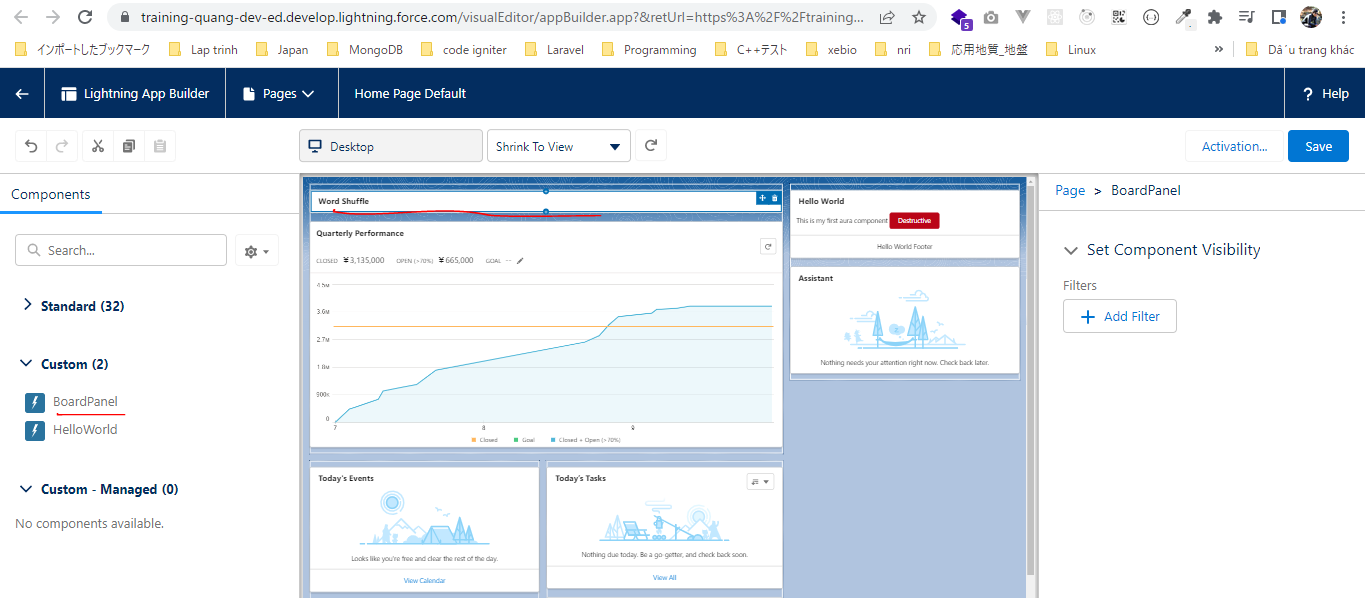 training-quang-dev-ed.develop.lightning.force.com/visualEditor/appBuilder.app?&retUrl=https%3A%2F%2Ftraining...
5
インポートしたブックマーク Lap trinh Japan MongoDB code igniter Laravel Programming C++テスト xebio nri 応用地質_地盤 Linux » Dấu trang khác
Lightning App Builder Pages Home Page Default ? Help
Desktop Shrink To View Activation... Save
Components
Search...
Standard (32)
Custom (2)
BoardPanel
HelloWorld
Custom - Managed (0)
No components available.
Word Shuffle
Quarterly Performance
CLOSED ¥3,135,000 OPEN (>70%) ¥665,000 GOAL --
4.5M
3.6M
2.7M
1.8M
900K
0
7 8 9
Closed Goal Closed + Open (>70%)
Today's Events
Looks like you're free and clear the rest of the day.
View Calendar
Today's Tasks
Nothing due today. Be a go-getter, and check back soon.
View All
Hello World
This is my first aura component Destructive
Hello World Footer
Assistant
Nothing needs your attention right now. Check back later.
Page > BoardPanel
Set Component Visibility
Filters
+ Add Filter